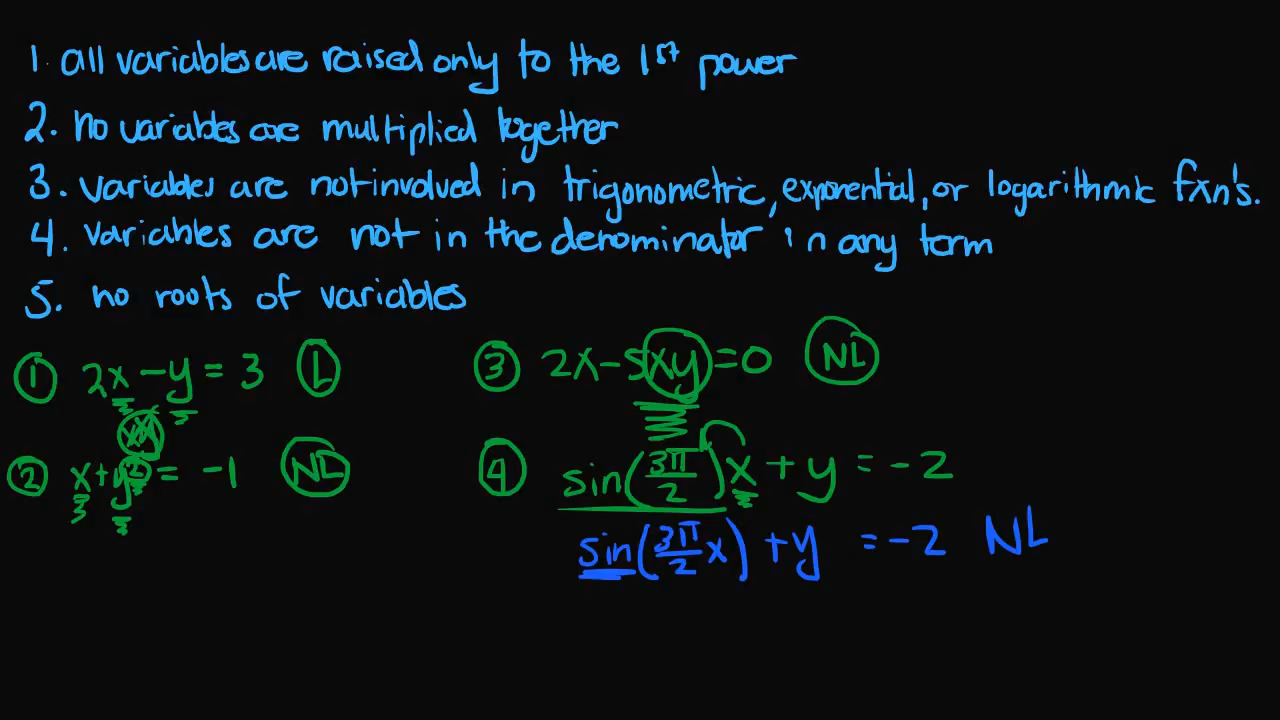 1. all variables are raised only to the 1st power
2. no variables are multiplied together
3. variables are not involved in trigonometric, exponential, or logarithmic fxn's.
4. variables are not in the denominator in any term
5. no roots of variables
① 2x - y = 3 L
② x + y² = -1 NL
③ 2x - 5xy = 0 NL
④ sin(3π/2)x + y = -2
sin(3π/2 x) + y = -2 NL